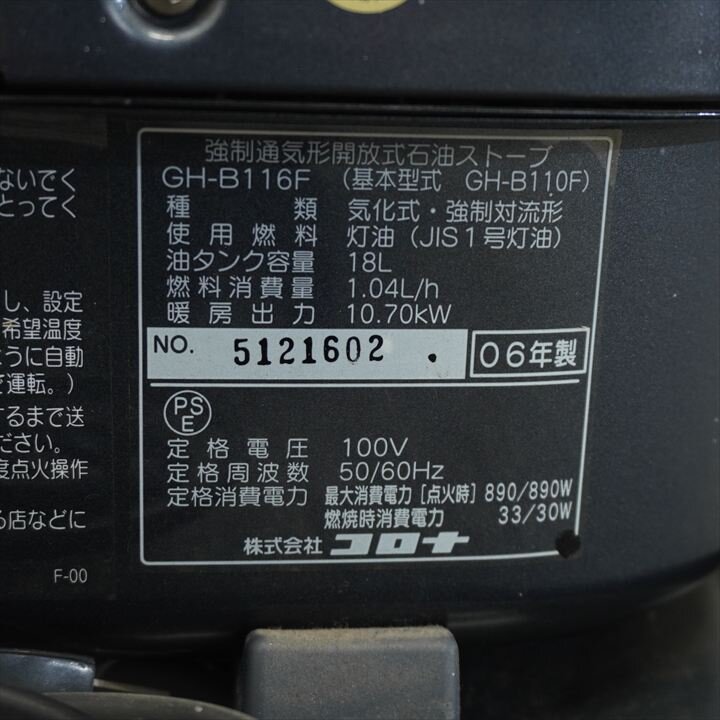 強制通気形開放式石油ストーブ
GH-B116F （基本型式 GH-B110F）
種類 気化式・強制対流形
使用燃料 灯油（JIS1号灯油）
油タンク容量 18L
燃料消費量 1.04L/h
暖房出力 10.70kW
NO. 5121602 . 06年製
PS
E
定格電圧 100V
定格周波数 50/60Hz
定格消費電力 最大消費電力［点火時］890/890W
燃焼時消費電力 33/30W
株式会社 コロナ
ないでく
とってく
し、設定
希望温度
ように自動
で運転。）
するまで送
ださい。
度点火操作
る店などに
F-00